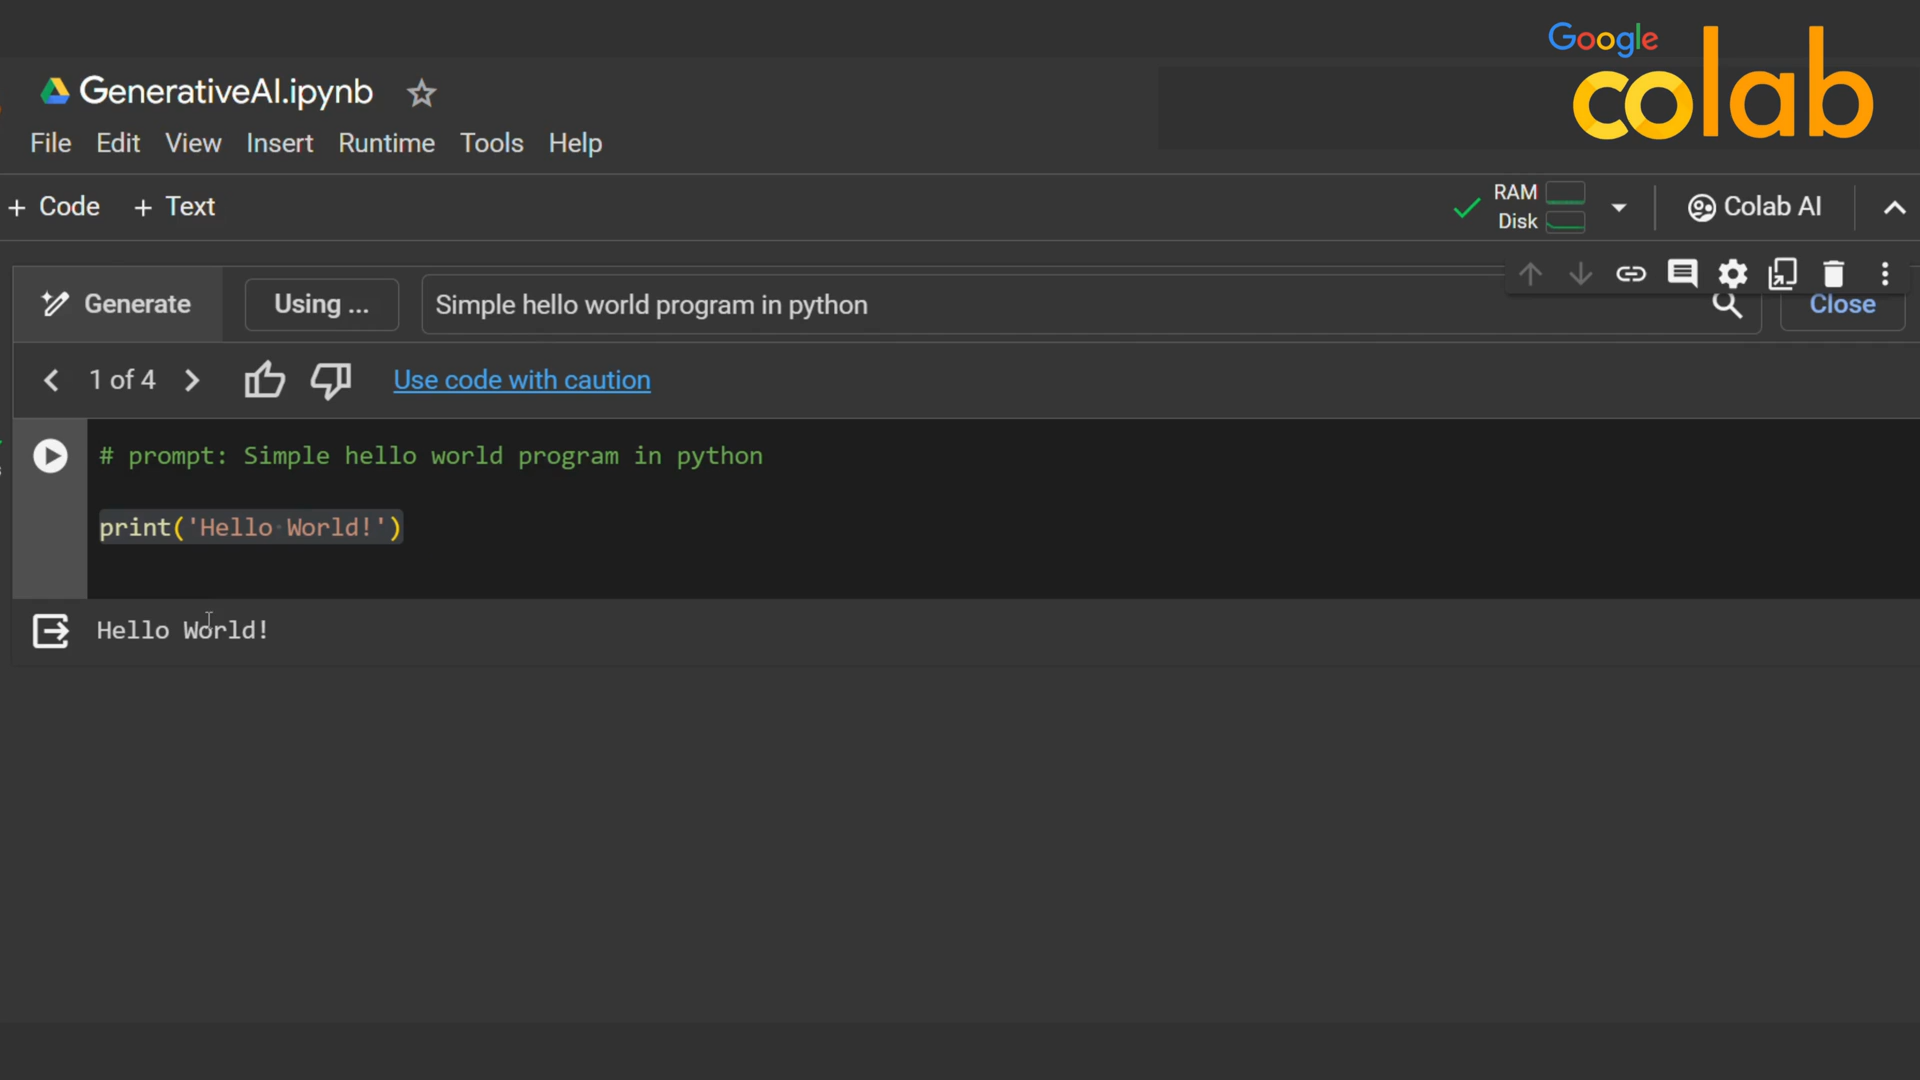 Google
colab
GenerativeAI.ipynb
File Edit View Insert Runtime Tools Help
+ Code + Text
RAM
Disk
Colab AI
Generate
Using ...
Simple hello world program in python
Close
1 of 4
Use code with caution
# prompt: Simple hello world program in python
print('Hello World!')
Hello World!